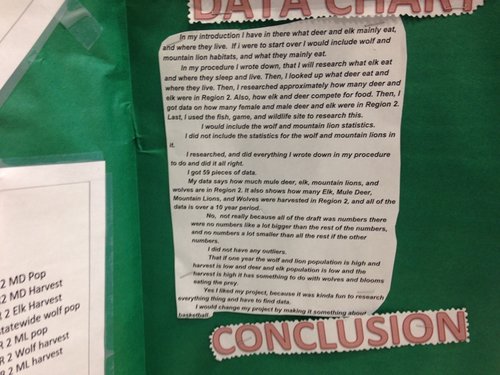 DATA CHART
In my introduction I have in there what deer and elk mainly eat,
and where they live. If i were to start over I would include wolf and
mountain lion habitats, and what they mainly eat.
In my procedure I wrote down, that I will research what elk eat
and where they sleep and live. Then, I looked up what deer eat and
where they live. Then, I researched approximately how many deer and
elk were in Region 2. Also, how elk and deer compete for food. Then, I
got data on how many female and male deer and elk were in Region 2.
Last, I used the fish, game, and wildlife site to research this.
I would include the wolf and mountain lion statistics.
I did not include the statistics for the wolf and mountain lions in
it.
I researched, and did everything I wrote down in my procedure
to and did it all right.
I got 59 pieces of data.
My data says how much mule deer, elk, mountain lions, and
wolves are in Region 2. It also shows how many Elk, Mule Deer,
Mountain Lions, and Wolves were harvested in Region 2, and all of the
data is over a 10 year period.
No, not really because all of the draft was numbers there
were no numbers like a lot bigger than the rest of the numbers,
and no numbers a lot smaller than all the rest if the other
numbers.
I did not have any outliers.
That if one year the wolf and lion population is high and
harvest is low and deer and elk population is low and the
harvest is high it has something to do with wolves and blooms
eating the prey.
Yes I liked my project, because it was kinda fun to research
everything thing and have to find data.
I would change my project by making it something about
basketball.
CONCLUSION
2 MD Pop
2 MD Harvest
2 Elk Harvest
tatewide wolf pop
R 2 ML pop
R 2 Wolf harvest
R 2 ML harvest